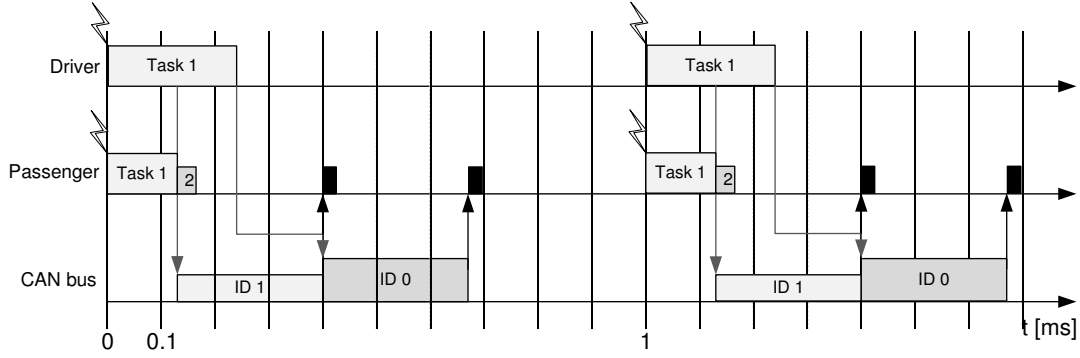 Driver Task 1 Task 1
Passenger Task 1 2 Task 1 2
CAN bus ID 1 ID 0 ID 1 ID 0
0 0.1 1 t [ms]